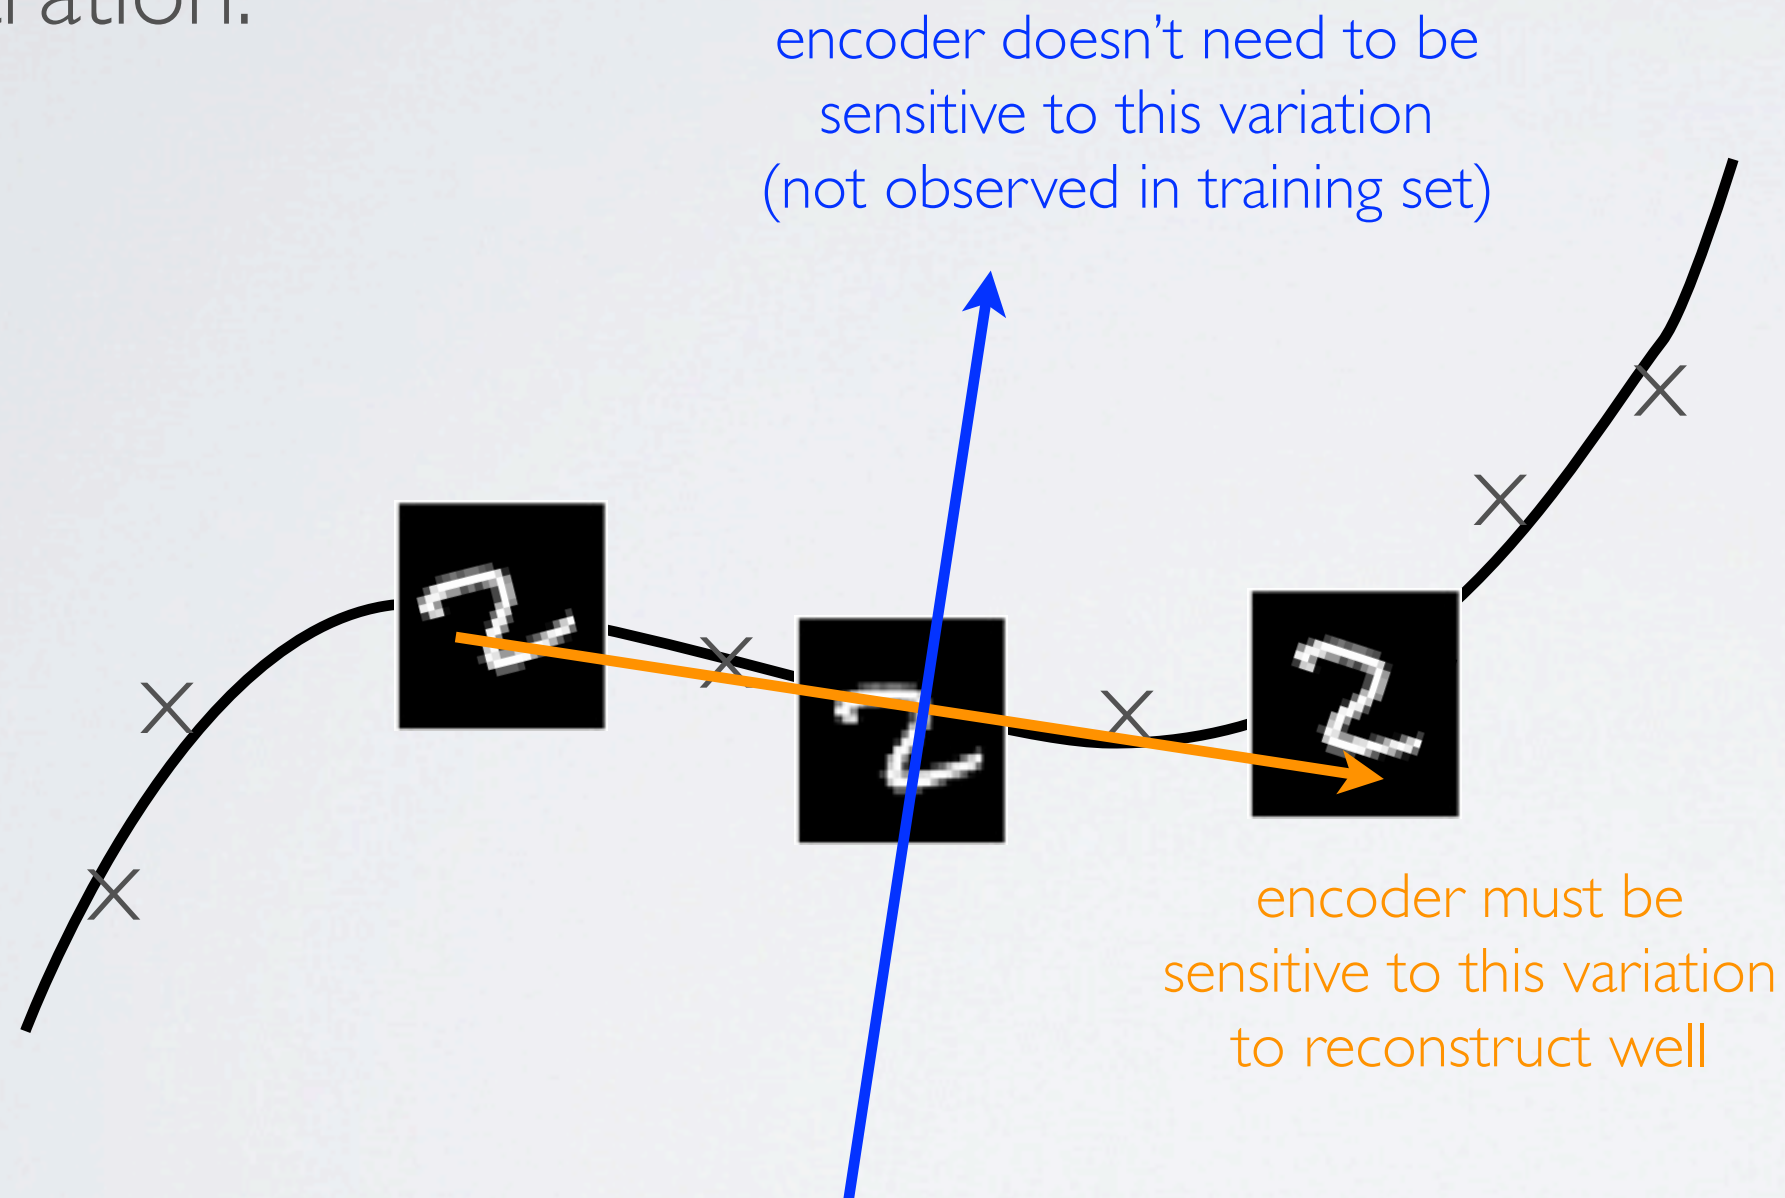 encoder doesn’t need to be
sensitive to this variation
(not observed in training set)
encoder must be
sensitive to this variation
to reconstruct well